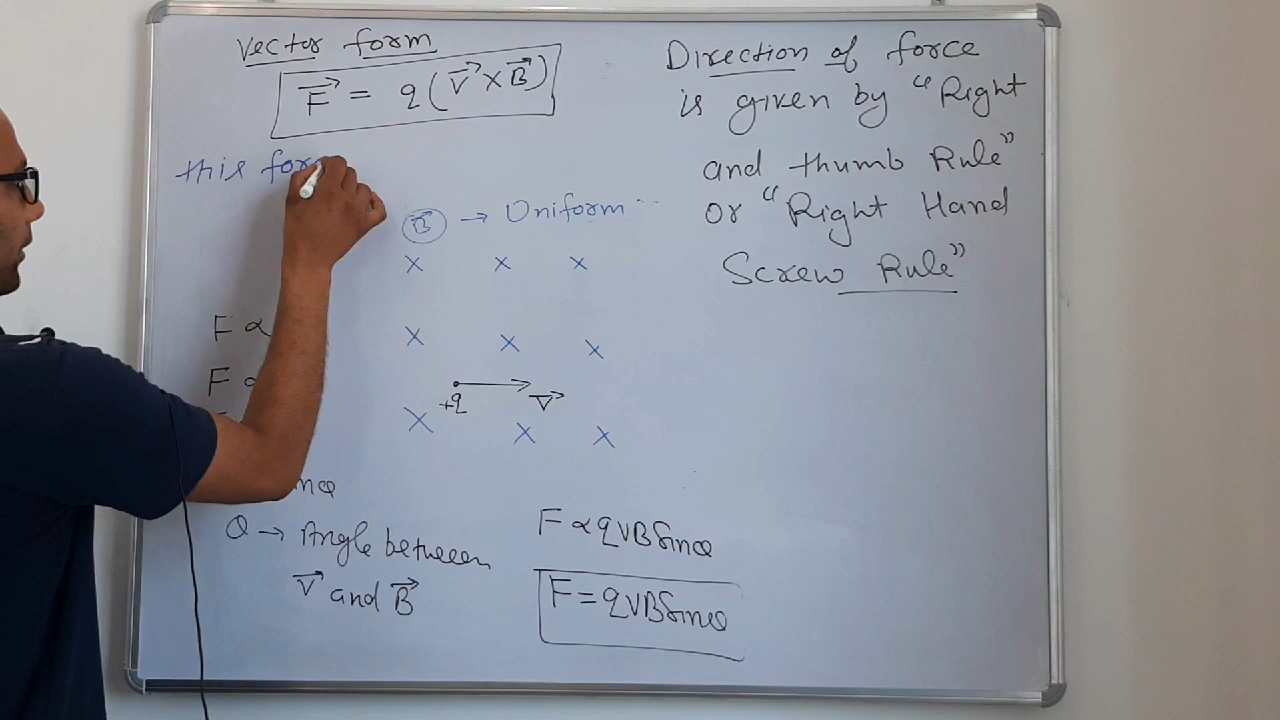 Vector form
F = q (V × B)
this for
B → Uniform
× × ×
F ∝
× × ×
F ∝
+q V
× × ×
θ → Angle between
V and B
F ∝ qVBSinθ
F = qVBSinθ
Direction of force
is given by "Right
and thumb Rule"
or "Right Hand
Screw Rule"